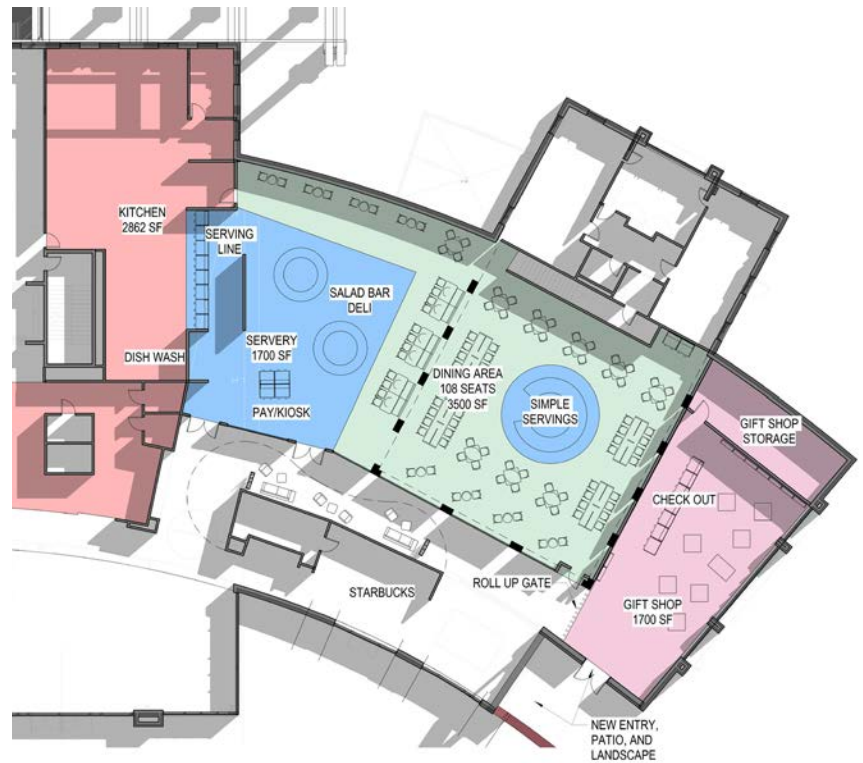 KITCHEN
2862 SF
SERVING
LINE
SALAD BAR
DELI
SERVERY
1700 SF
DISH WASH
PAY/KIOSK
DINING AREA
108 SEATS
3500 SF
SIMPLE
SERVINGS
GIFT SHOP
STORAGE
CHECK OUT
ROLL UP GATE
STARBUCKS
GIFT SHOP
1700 SF
NEW ENTRY,
PATIO, AND
LANDSCAPE